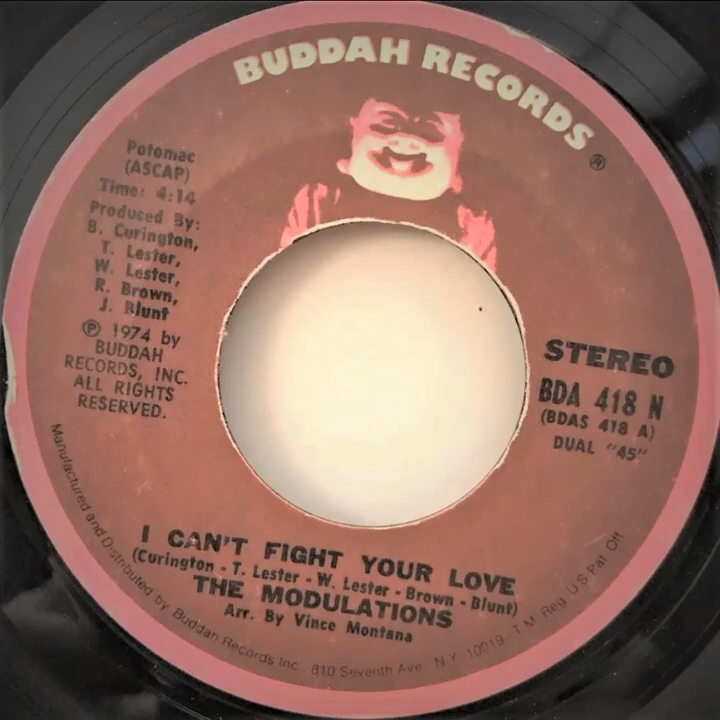 BUDDAH RECORDS®
Potomac
(ASCAP)
Time: 4:14
Produced By:
B. Curington,
T. Lester,
W. Lester,
R. Brown,
J. Blunt
℗ 1974 by
BUDDAH
RECORDS, INC.
ALL RIGHTS
RESERVED.
STEREO
BDA 418 N
(BDAS 418 A)
DUAL "45"
I CAN'T FIGHT YOUR LOVE
(Curington - T. Lester - W. Lester - Brown - Blunt)
THE MODULATIONS
Arr. By Vince Montana
Manufactured and Distributed by Buddah Records Inc. 810 Seventh Ave. N.Y. 10019 - T.M. Reg. U.S. Pat. Off